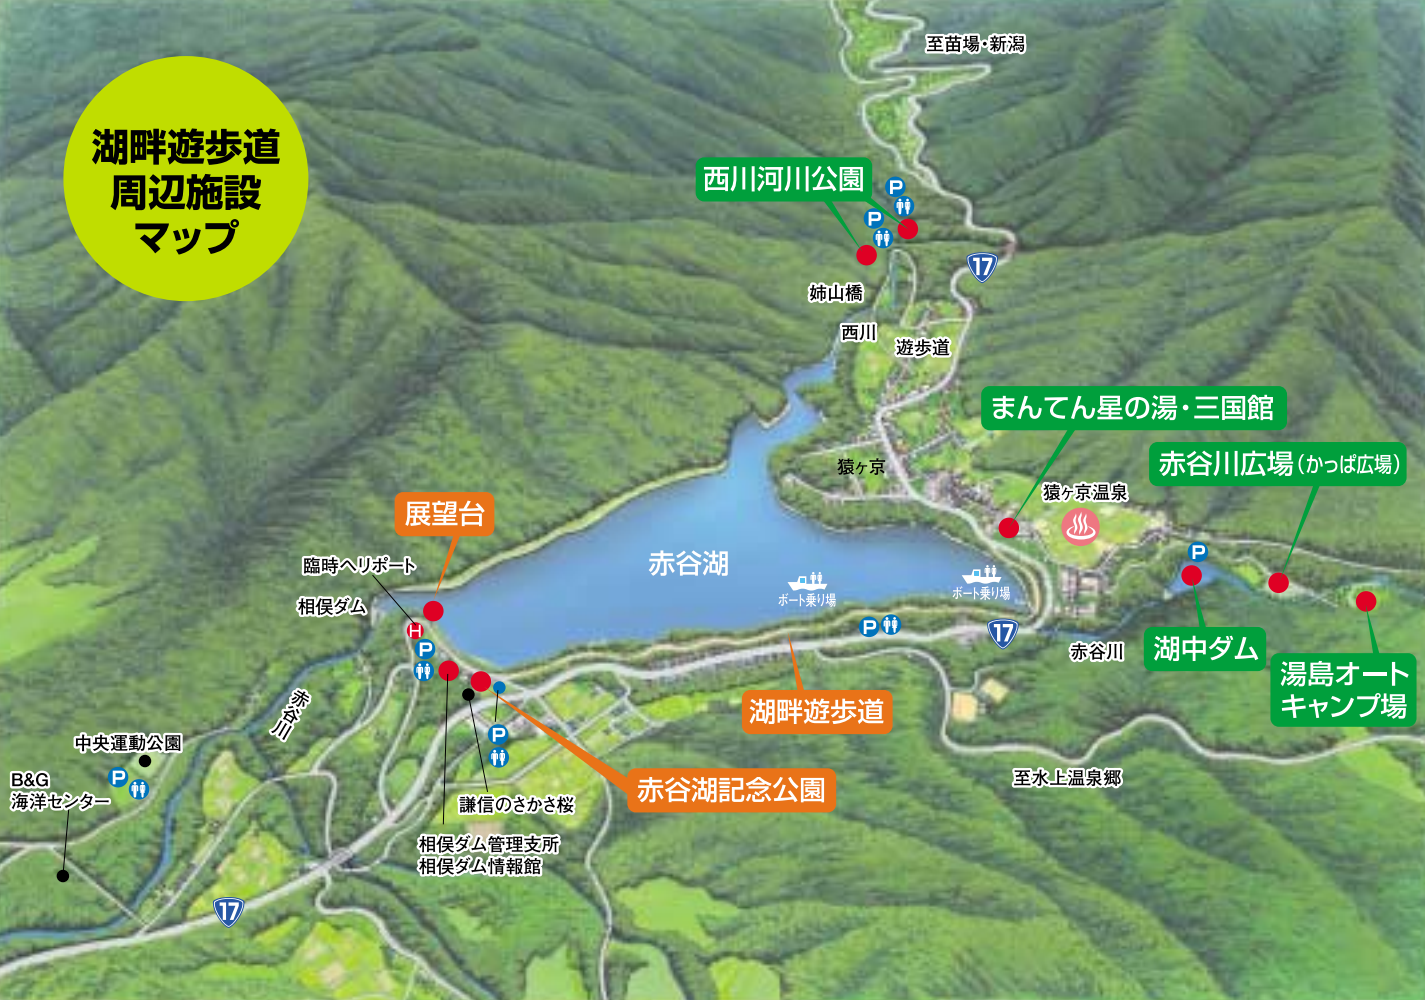 湖畔遊歩道
周辺施設
マップ
至苗場・新潟
西川河川公園
P
P
17
姉山橋
西川
遊歩道
まんてん星の湯・三国館
赤谷川広場（かっぱ広場）
猿ヶ京
猿ヶ京温泉
展望台
赤谷湖
臨時ヘリポート
P
ボート乗り場
ボート乗り場
相俣ダム
H
P
P
17
赤谷川
湖中ダム
湯島オート
キャンプ場
赤谷川
湖畔遊歩道
P
中央運動公園
P
B&G
海洋センター
至水上温泉郷
赤谷湖記念公園
謙信のさかさ桜
相俣ダム管理支所
相俣ダム情報館
17